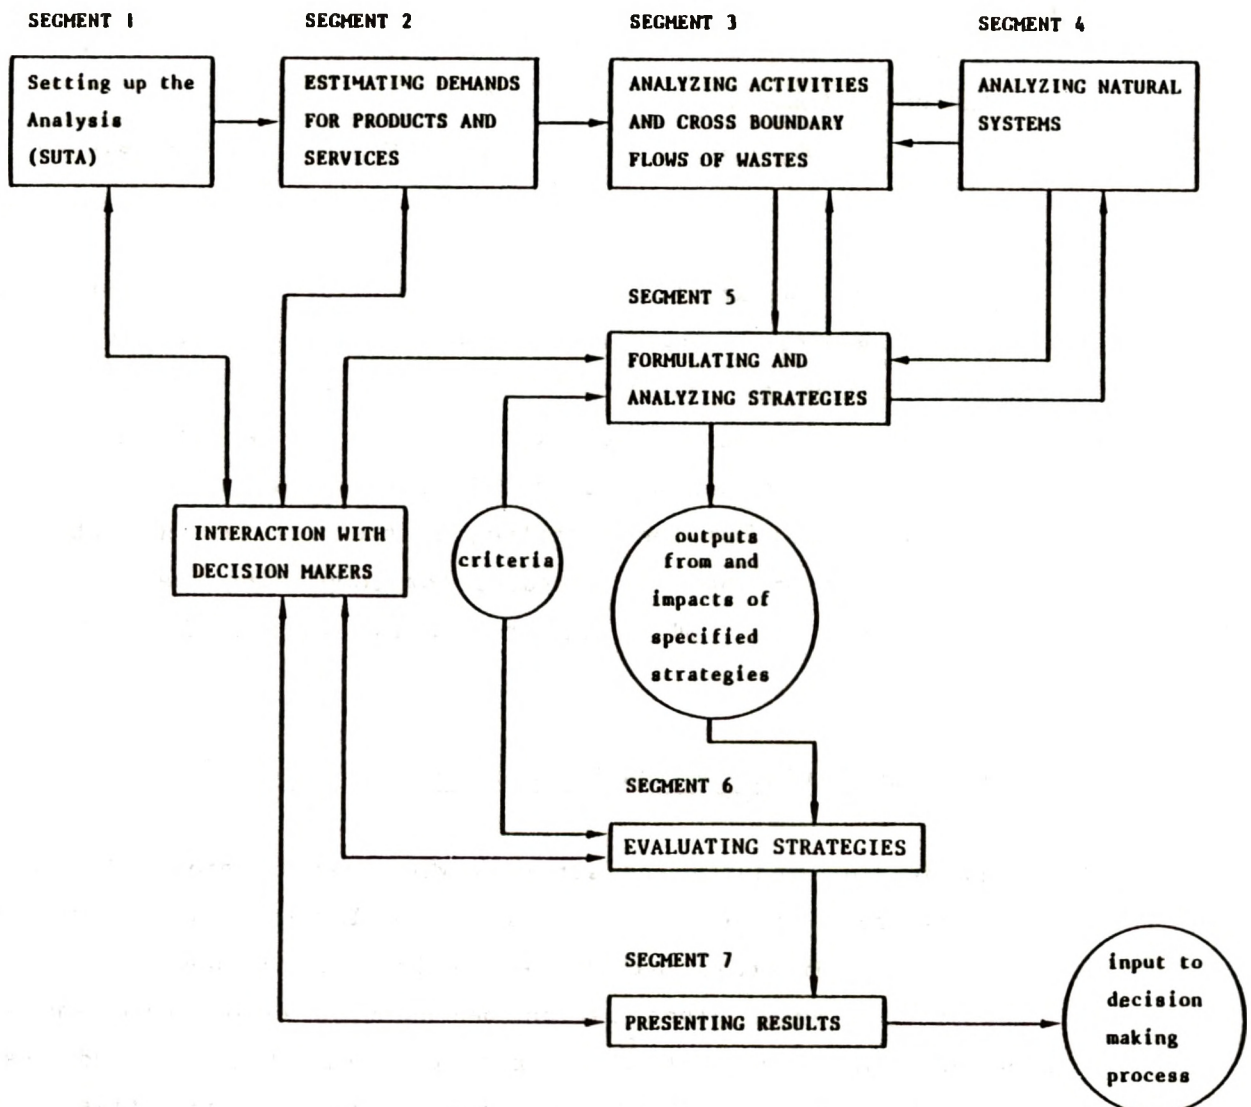 SEGMENT 1
Setting up the
Analysis
(SUTA)
SEGMENT 2
ESTIMATING DEMANDS
FOR PRODUCTS AND
SERVICES
SEGMENT 3
ANALYZING ACTIVITIES
AND CROSS BOUNDARY
FLOWS OF WASTES
SEGMENT 4
ANALYZING NATURAL
SYSTEMS
SEGMENT 5
FORMULATING AND
ANALYZING STRATEGIES
INTERACTION WITH
DECISION MAKERS
criteria
outputs
from and
impacts of
specified
strategies
SEGMENT 6
EVALUATING STRATEGIES
SEGMENT 7
PRESENTING RESULTS
input to
decision
making
process